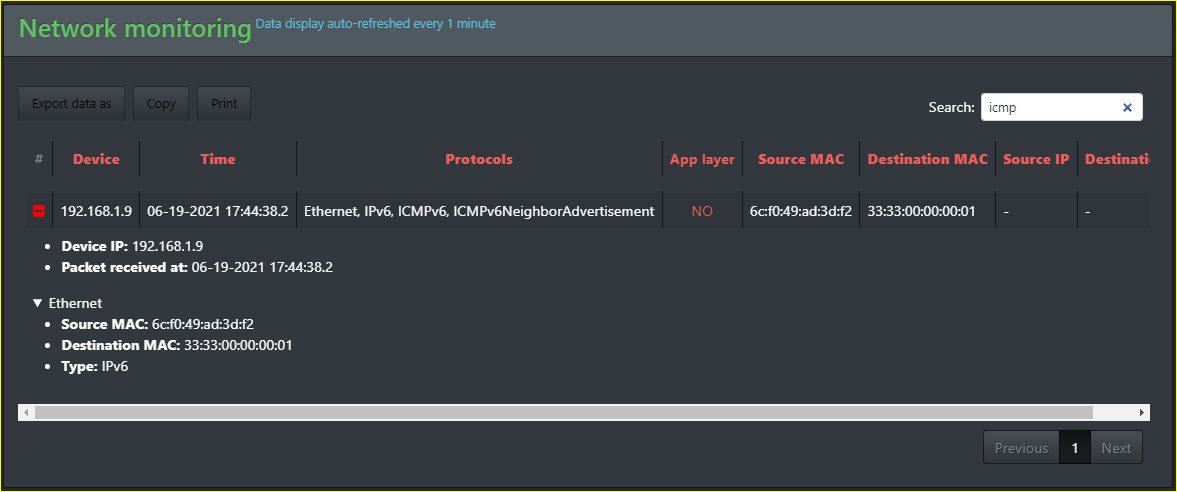 Network monitoring Data display auto-refreshed every 1 minute
Export data as Copy Print Search: icmp
# Device Time Protocols App layer Source MAC Destination MAC Source IP Destinati
192.168.1.9 06-19-2021 17:44:38.2 Ethernet, IPv6, ICMPv6, ICMPv6NeighborAdvertisement NO 6c:f0:49:ad:3d:f2 33:33:00:00:00:01 - -
• Device IP: 192.168.1.9
• Packet received at: 06-19-2021 17:44:38.2
▼ Ethernet
• Source MAC: 6c:f0:49:ad:3d:f2
• Destination MAC: 33:33:00:00:00:01
• Type: IPv6
Previous 1 Next